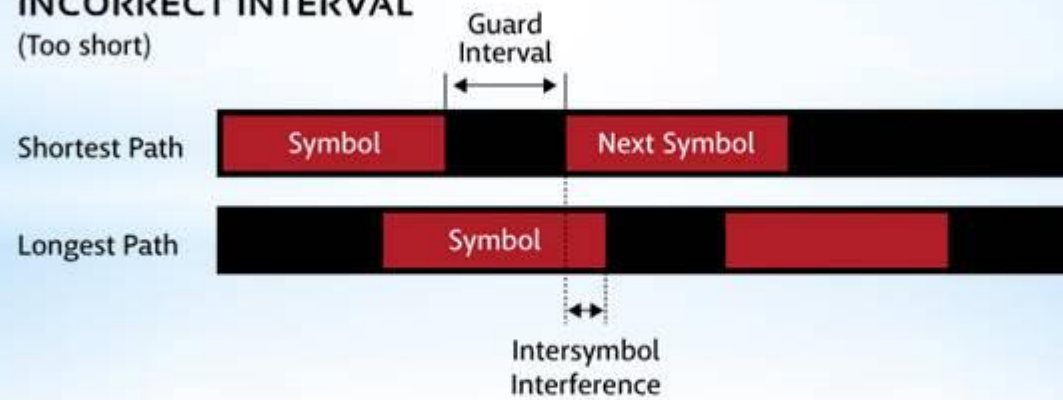 INCORRECT INTERVAL
(Too short)
Guard
Interval
Shortest Path
Symbol
Next Symbol
Longest Path
Symbol
Intersymbol
Interference